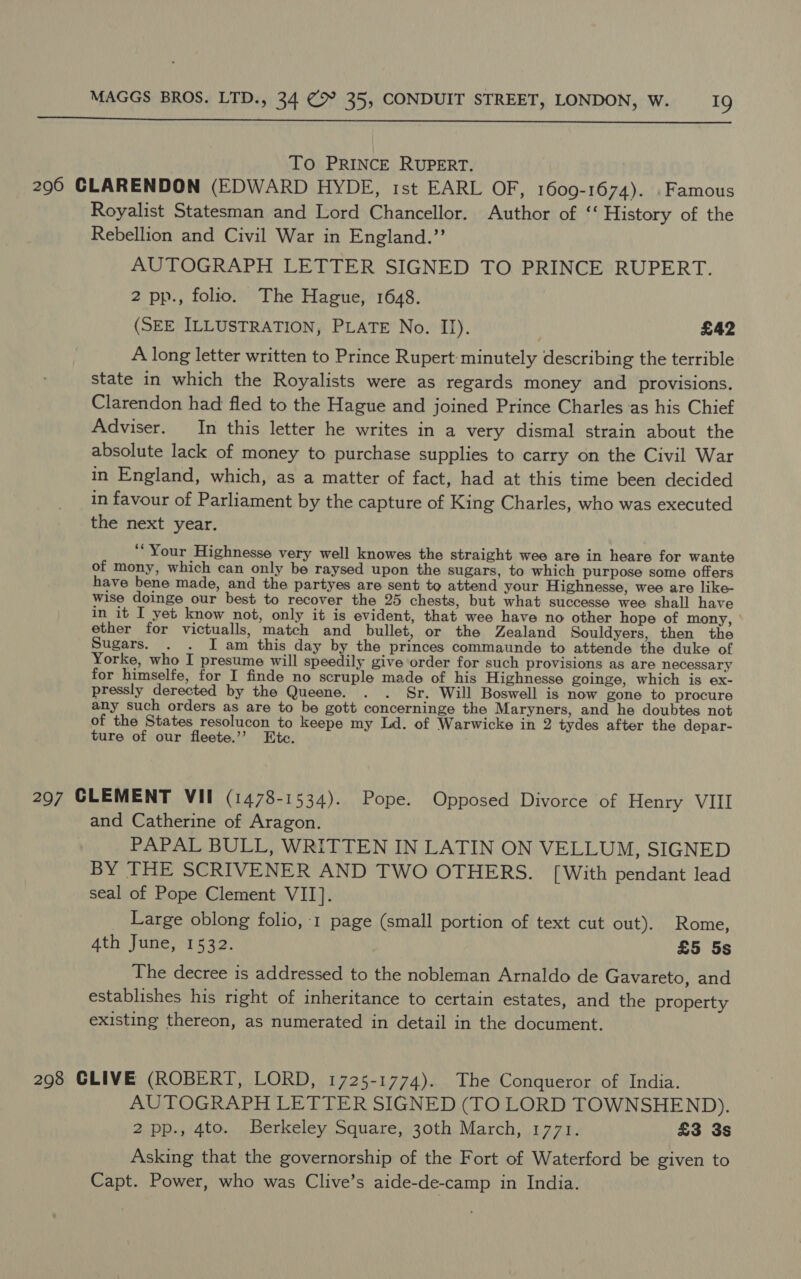 MAGGS BROS. LTD., 34 & 35, CONDUIT STREET, LONDON, W. 19
To PRINCE RUPERT.
296 CLARENDON (EDWARD HYDE, 1st EARL OF, 1609-1674). Famous
Royalist Statesman and Lord Chancellor. Author of “ History of the
Rebellion and Civil War in England.”
AUTOGRAPH LETTER SIGNED TO PRINCE RUPERT.
2 pp., folio. The Hague, 1648.
(SEE ILLUSTRATION, PLATE No. II). £42
A long letter written to Prince Rupert minutely describing the terrible
state in which the Royalists were as regards money and provisions.
Clarendon had fled to the Hague and joined Prince Charles as his Chief
Adviser. In this letter he writes in a very dismal strain about the
absolute lack of money to purchase supplies to carry on the Civil War
in England, which, as a matter of fact, had at this time been decided
in favour of Parliament by the capture of King Charles, who was executed
the next year.
“Your Highnesse very well knowes the straight wee are in heare for wante
of mony, which can only be raysed upon the sugars, to which purpose some offers
have bene made, and the partyes are sent to attend your Highnesse, wee are like-
wise doinge our best to recover the 25 chests, but what successe wee shall have
in it I yet know not, only it is evident, that wee have no other hope of mony,
ether for victualls, match and bullet, or the Zealand Souldyers, then the
Sugars. . . I am this day by the princes commaunde to attende the duke of
Yorke, who I presume will speedily give order for such provisions as are necessary
for himselfe, for I finde no scruple made of his Highnesse goinge, which is ex-
pressly derected by the Queene. . . Sr. Will Boswell is now gone to procure
any such orders as are to be gott concerninge the Maryners, and he doubtes not
of the States resolucon to keepe my Ld. of Warwicke in 2 tydes after the depar-
ture of our fleete.” Etc.
297 CLEMENT VII (1478-1534). Pope. Opposed Divorce of Henry VIII
and Catherine of Aragon.
PAPAL BULL, WRITTEN IN LATIN ON VELLUM, SIGNED
BY THE SCRIVENER AND TWO OTHERS. [With pendant lead
seal of Pope Clement VII].
Large oblong folio, 1 page (small portion of text cut out). Rome,
4th June, 1532. £5 5s
The decree is addressed to the nobleman Arnaldo de Gavareto, and
establishes his right of inheritance to certain estates, and the property
existing thereon, as numerated in detail in the document.
298 CLIVE (ROBERT, LORD, 1725-1774). The Conqueror of India.
AUTOGRAPH LETTER SIGNED (TO LORD TOWNSHEND).
2 pp., 4to. Berkeley Square, 30th March, 1771. £3 3s
Asking that the governorship of the Fort of Waterford be given to
Capt. Power, who was Clive’s aide-de-camp in India.